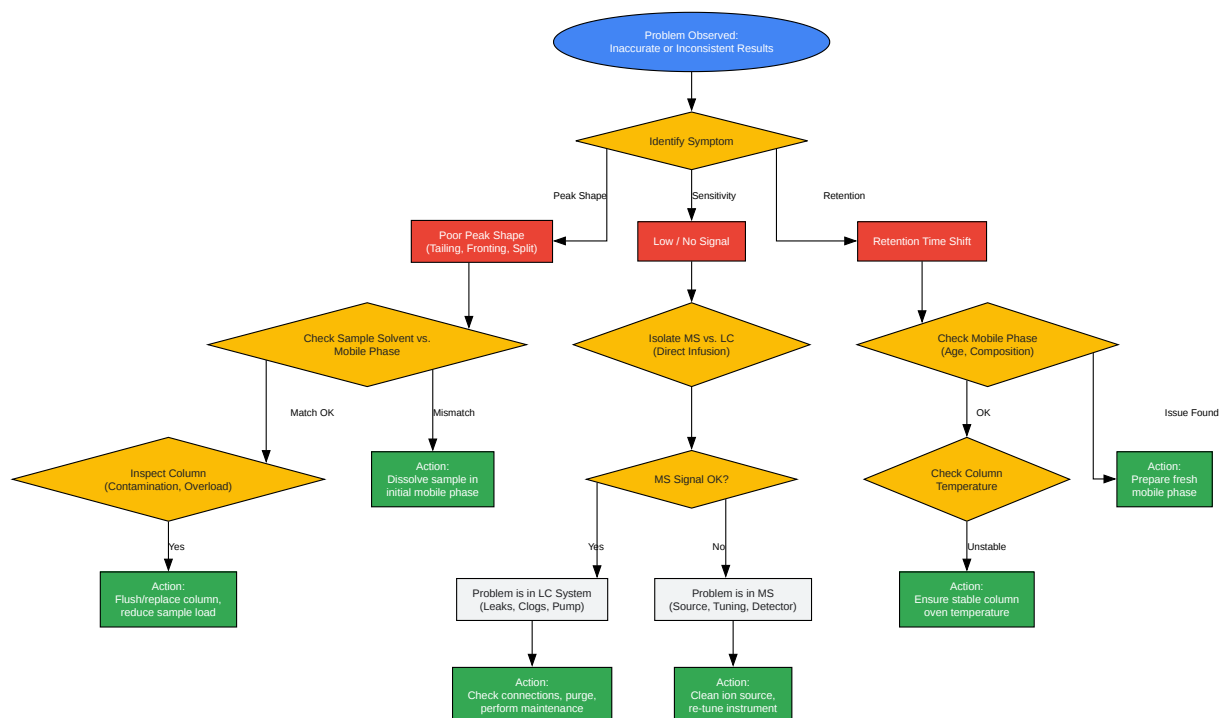 Problem Observed:
Inaccurate or Inconsistent Results
Identify Symptom
Peak Shape
Sensitivity
Retention
Poor Peak Shape
(Tailing, Fronting, Split)
Low / No Signal
Retention Time Shift
Check Sample Solvent vs.
Mobile Phase
Isolate MS vs. LC
(Direct Infusion)
Check Mobile Phase
(Age, Composition)
Match OK
Mismatch
OK
Issue Found
Inspect Column
(Contamination, Overload)
Action:
Dissolve sample in
initial mobile phase
MS Signal OK?
Check Column
Temperature
Action:
Prepare fresh
mobile phase
Yes
Yes
No
Unstable
Action:
Flush/replace column,
reduce sample load
Problem is in LC System
(Leaks, Clogs, Pump)
Problem is in MS
(Source, Tuning, Detector)
Action:
Ensure stable column
oven temperature
Action:
Check connections, purge,
perform maintenance
Action:
Clean ion source,
re-tune instrument